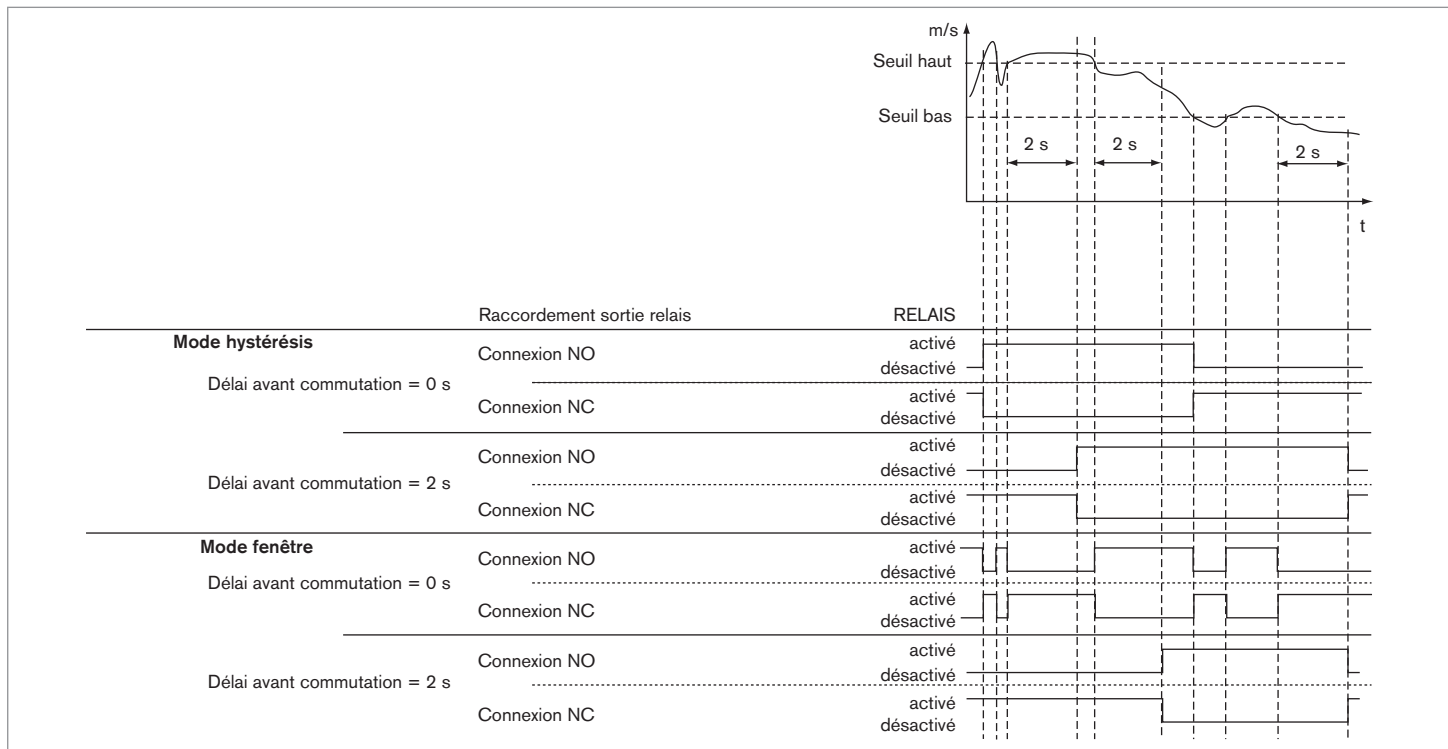 m/s
Seuil haut
Seuil bas
2 s
2 s
2 s
t
Raccordement sortie relais RELAIS
Mode hystérésis
Délai avant commutation = 0 s
Connexion NO
activé
désactivé
Connexion NC
activé
désactivé
Délai avant commutation = 2 s
Connexion NO
activé
désactivé
Connexion NC
activé
désactivé
Mode fenêtre
Délai avant commutation = 0 s
Connexion NO
activé
désactivé
Connexion NC
activé
désactivé
Délai avant commutation = 2 s
Connexion NO
activé
désactivé
Connexion NC
activé
désactivé